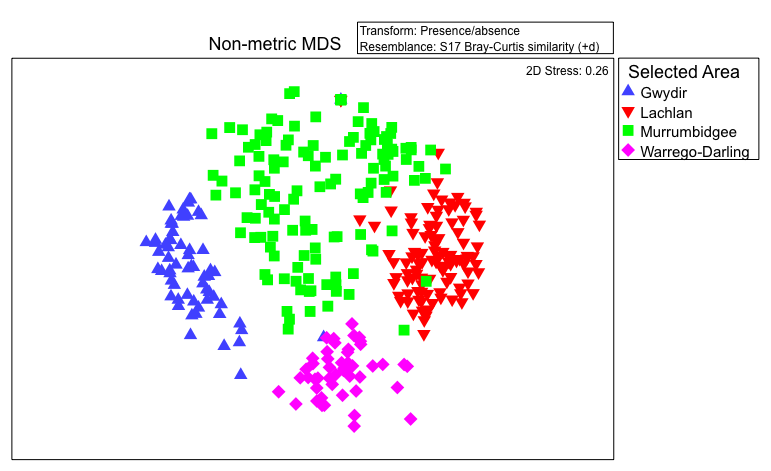 Non-metric MDS
Transform: Presence/absence
Resemblance: S17 Bray-Curtis similarity (+d)
2D Stress: 0.26
Selected Area
Gwydir
Lachlan
Murrumbidgee
Warrego-Darling